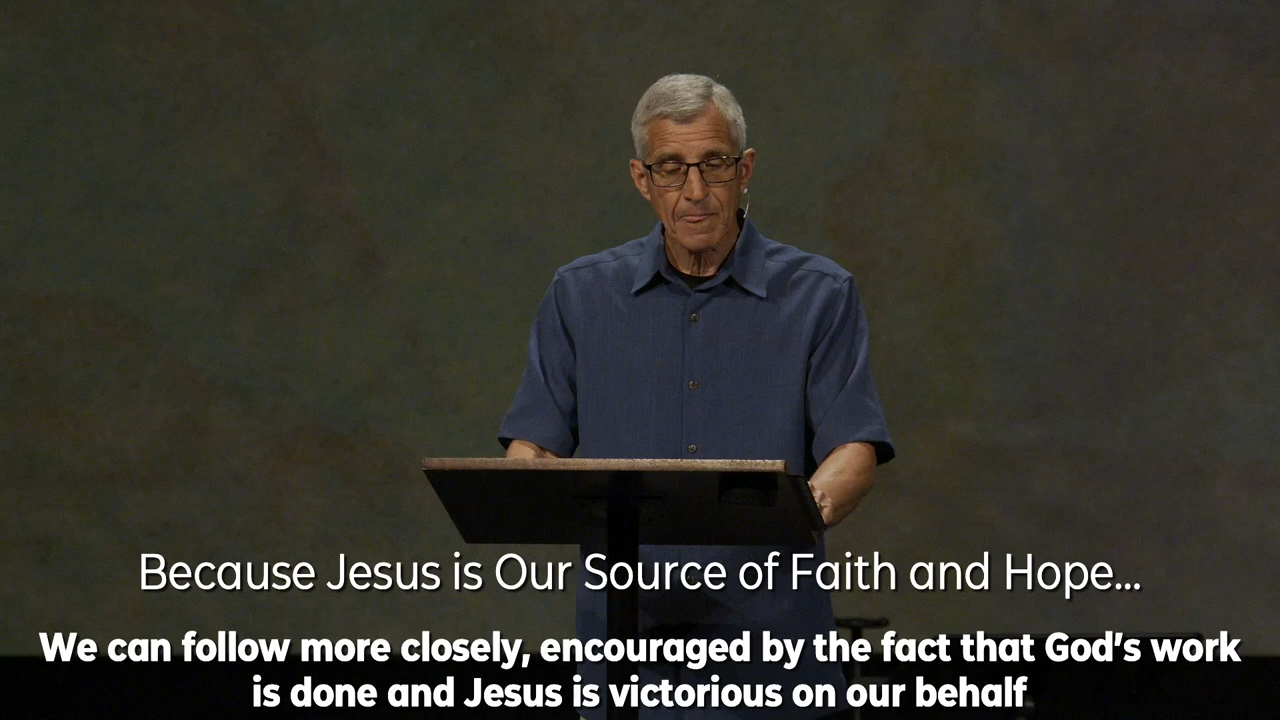 Because Jesus is Our Source of Faith and Hope...
We can follow more closely, encouraged by the fact that God's work
is done and Jesus is victorious on our behalf